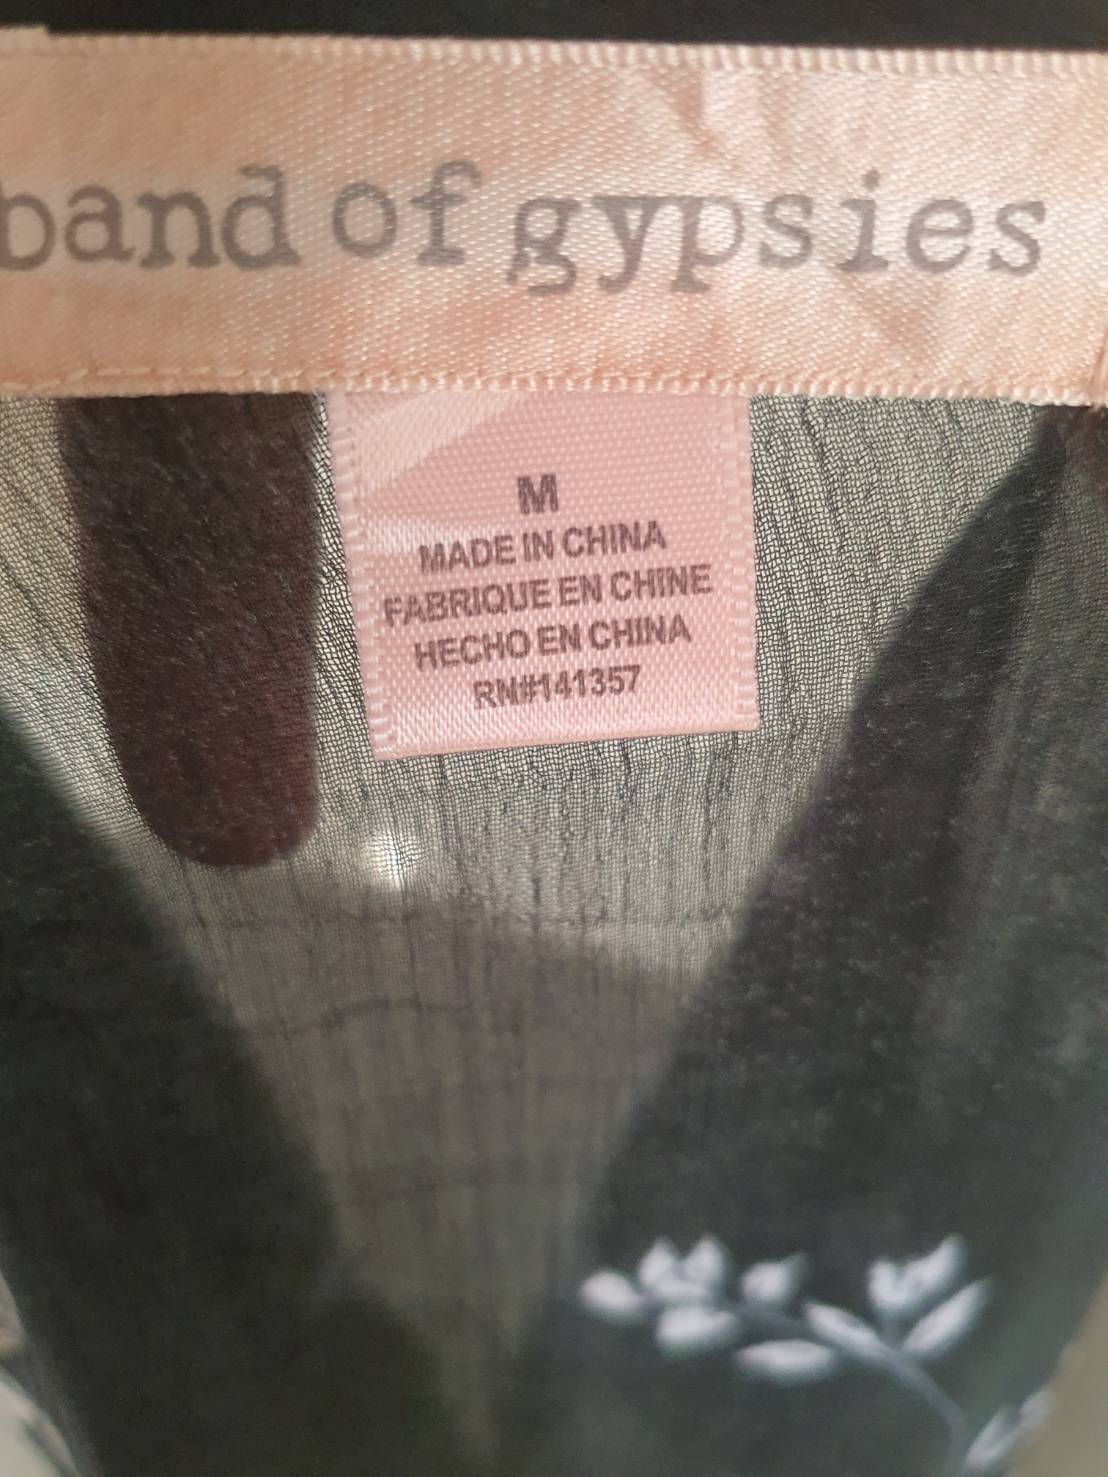 band of gypsies
M
MADE IN CHINA
FABRIQUE EN CHINE
HECHO EN CHINA
RN#141357